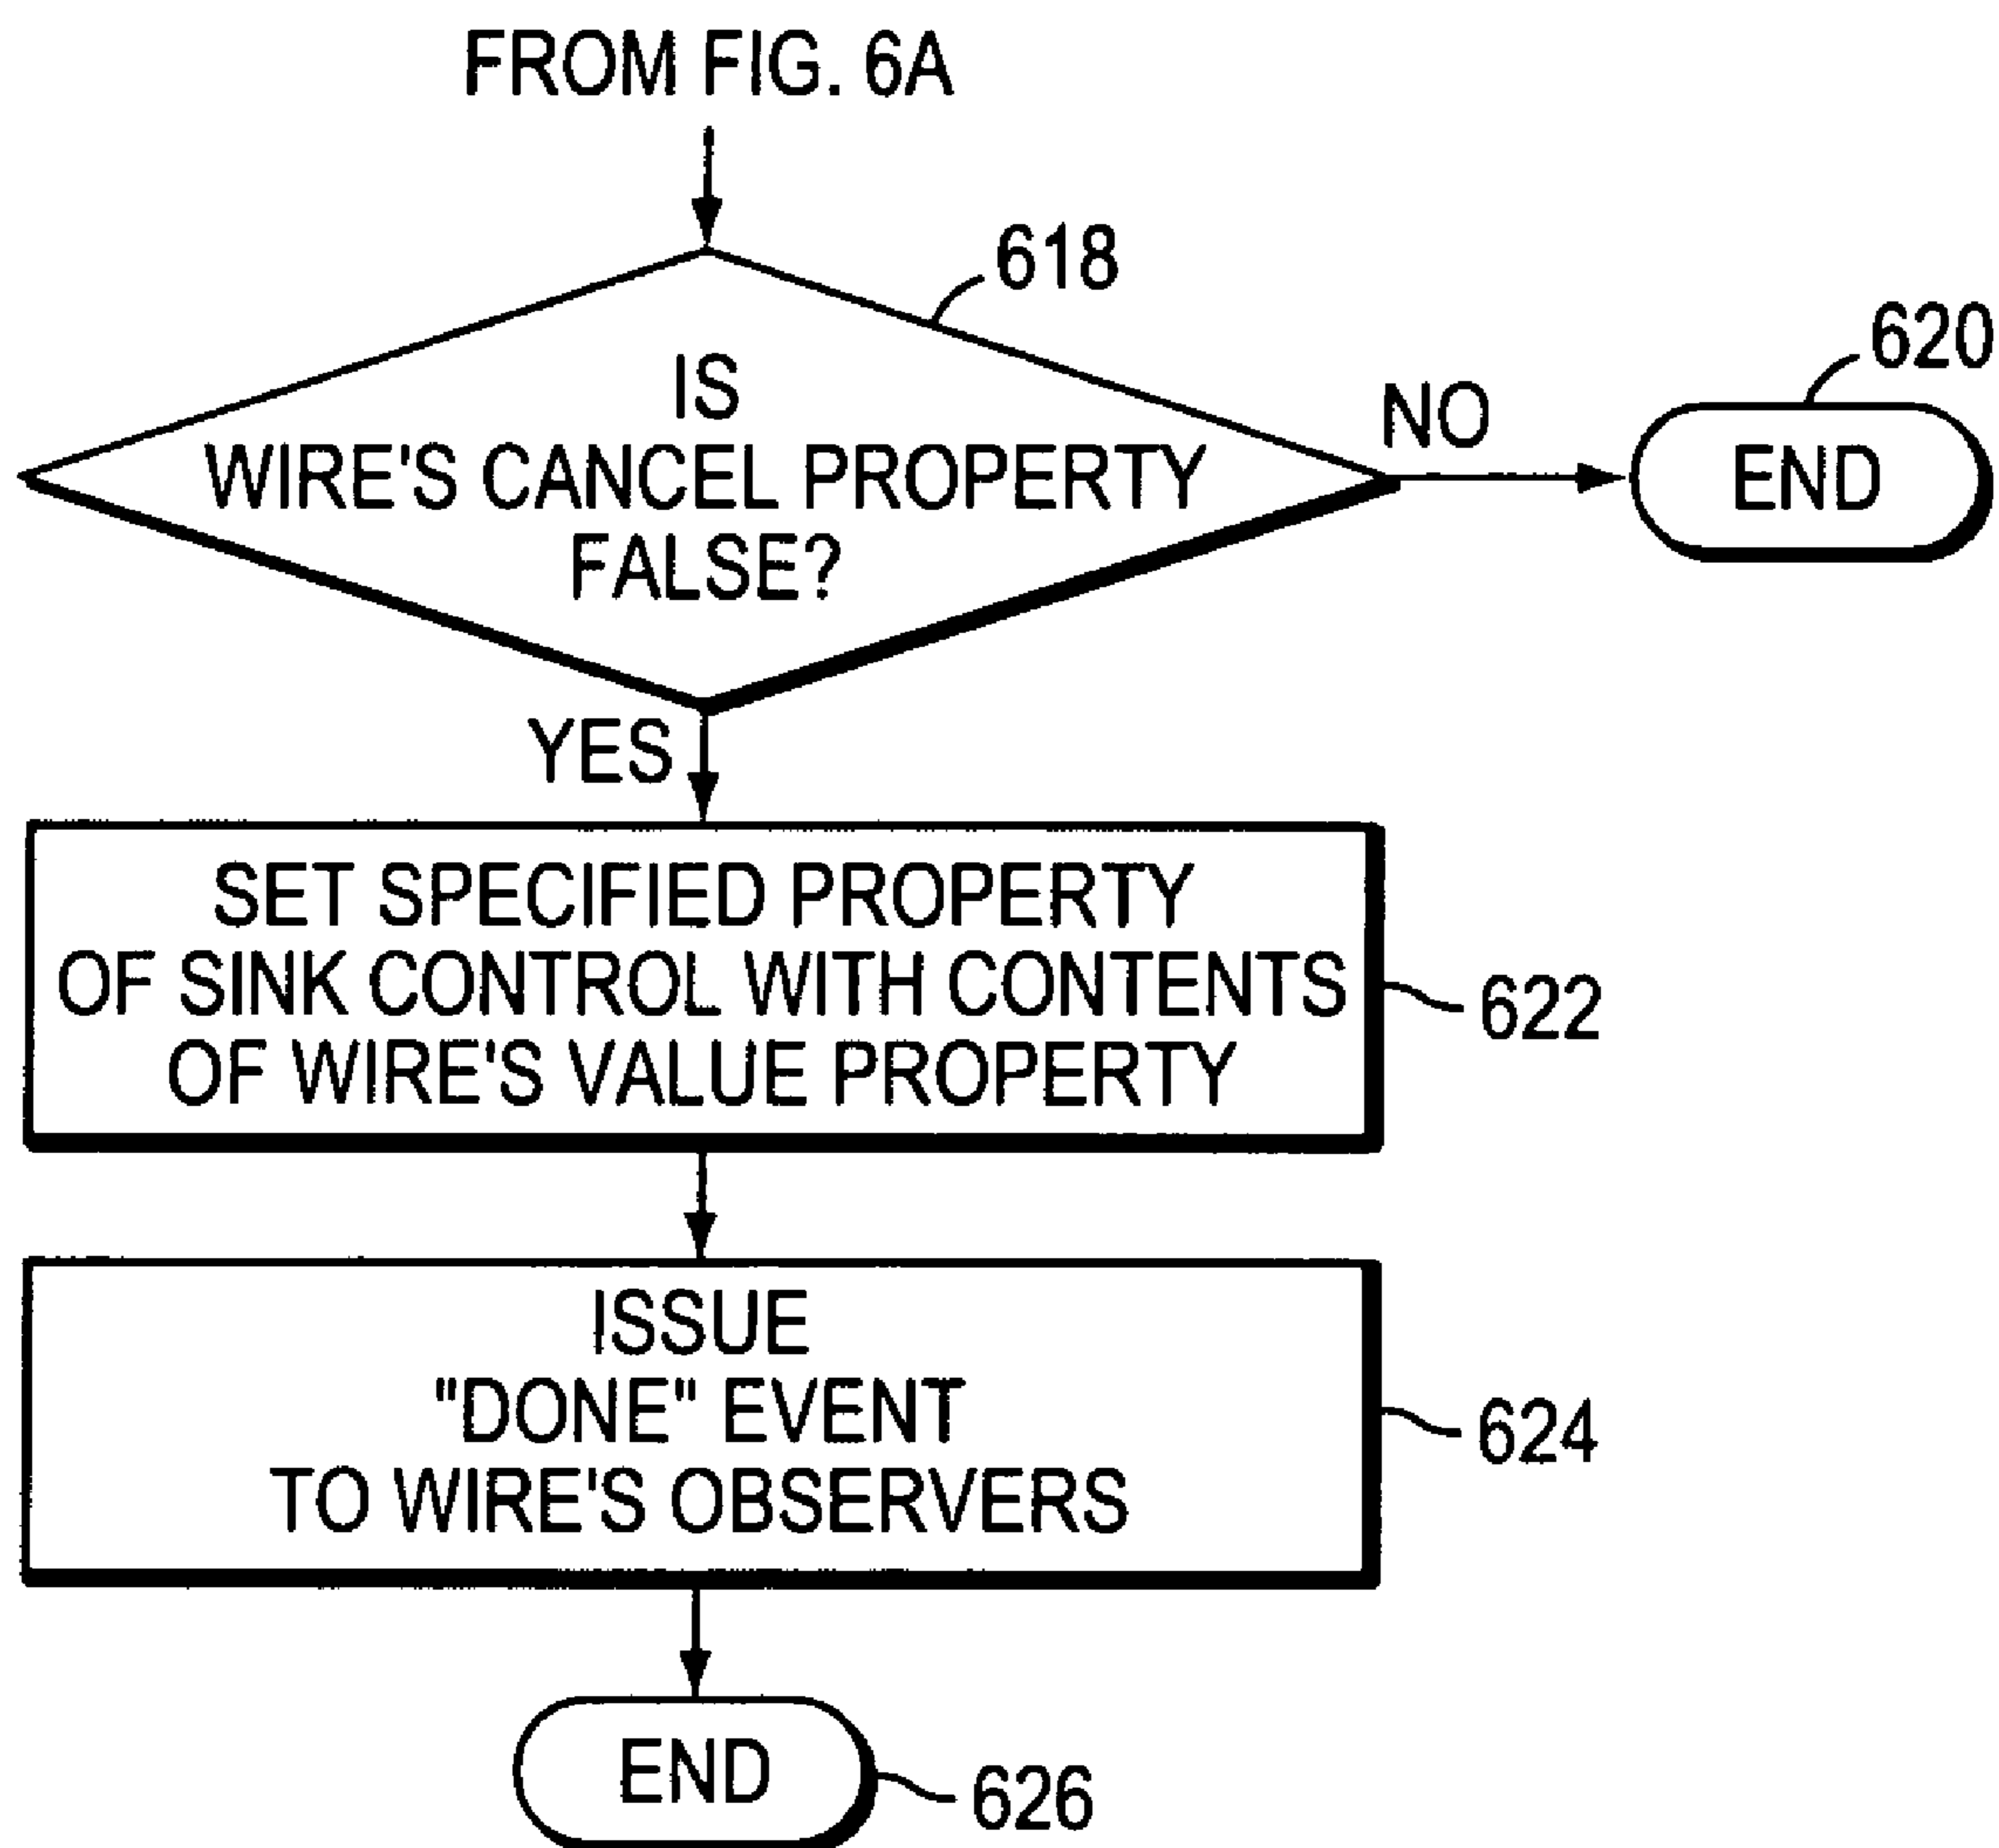 FROM FIG. 6A
618
IS
WIRE'S CANCEL PROPERTY
FALSE?
NO
620
END
YES
SET SPECIFIED PROPERTY
OF SINK CONTROL WITH CONTENTS
OF WIRE'S VALUE PROPERTY
622
ISSUE
"DONE" EVENT
TO WIRE'S OBSERVERS
624
END
626